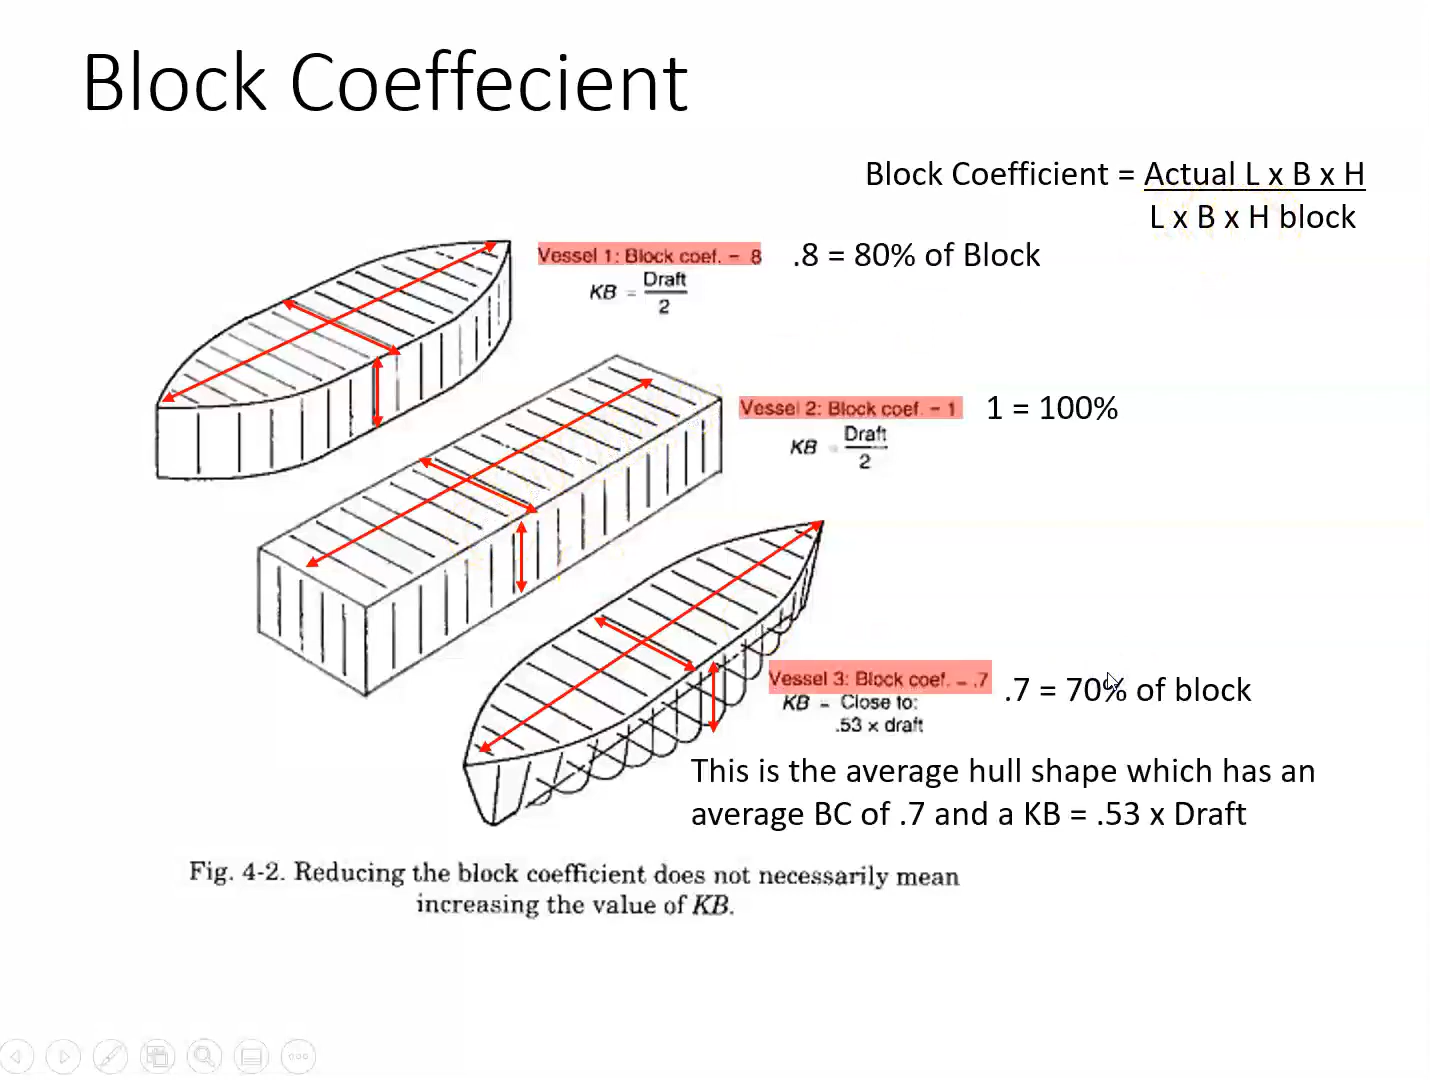 Block Coeffecient
Block Coefficient = Actual L x B x H
L x B x H block
Vessel 1: Block coef. – 8
.8 = 80% of Block
KB = Draft
2
Vessel 2: Block coef. – 1
1 = 100%
KB = Draft
2
Vessel 3: Block coef. – .7
.7 = 70% of block
KB = Close to:
.53 x draft
This is the average hull shape which has an
average BC of .7 and a KB = .53 x Draft
Fig. 4-2. Reducing the block coefficient does not necessarily mean
increasing the value of KB.